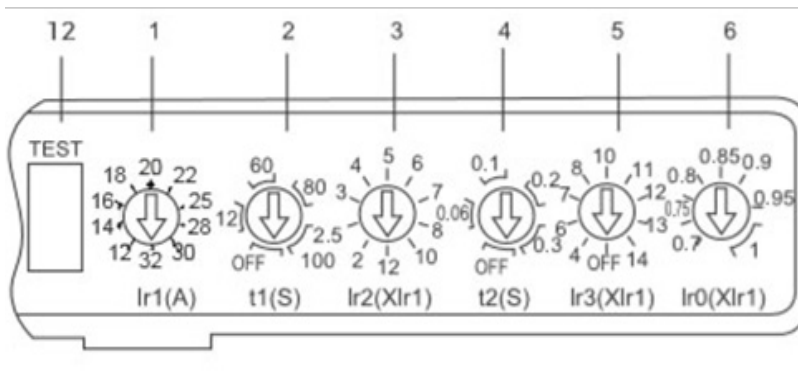 12 1 2 3 4 5 6
TEST
18 20 22
16 25
14 28
12 32 30
Ir1(A)
60 80
12
OFF 100
t1(S)
4 5 6
3 7
2.5 8
2 12 10
Ir2(XIr1)
0.1 0.2
0.06
OFF 0.3
t2(S)
8 10 11
7 12
6 13
4 OFF 14
Ir3(XIr1)
0.8 0.85 0.9
0.75 0.95
0.7 1
Ir0(XIr1)